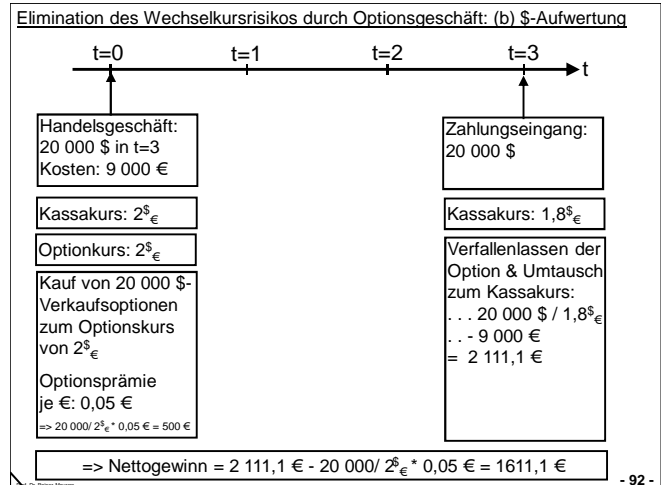 Elimination des Wechselkursrisikos durch Optionsgeschäft: (b) $-Aufwertung
t=0 t=1 t=2 t=3
t
Handelsgeschäft:
20 000 $ in t=3
Kosten: 9 000 €
Kassakurs: 2$€
Optionkurs: 2$€
Kauf von 20 000 $-
Verkaufsoptionen
zum Optionskurs
von 2$€
Optionsprämie
je €: 0,05 €
=> 20 000/ 2$€* 0,05 € = 500 €
Zahlungseingang:
20 000 $
Kassakurs: 1,8$€
Verfallenlassen der
Option & Umtausch
zum Kassakurs:
. . . 20 000 $ / 1,8$€
. . - 9 000 €
= 2 111,1 €
=> Nettogewinn = 2 111,1 € - 20 000/ 2$€ * 0,05 € = 1611,1 €
- 92 -